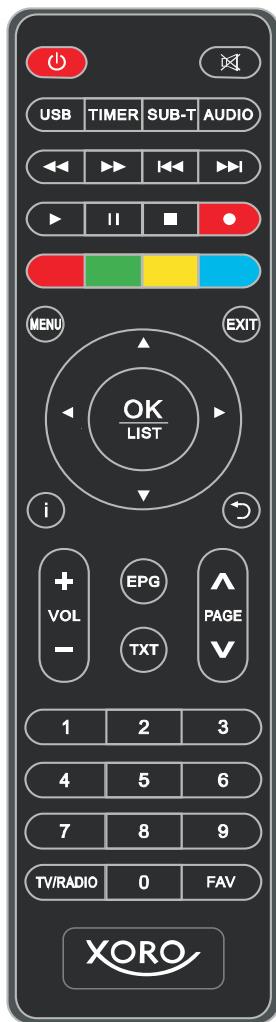 USB TIMER SUB-T AUDIO
MENU EXIT
OK
LIST
i
+ EPG
VOL PAGE
- TXT
1 2 3
4 5 6
7 8 9
TV/RADIO 0 FAV
XORO